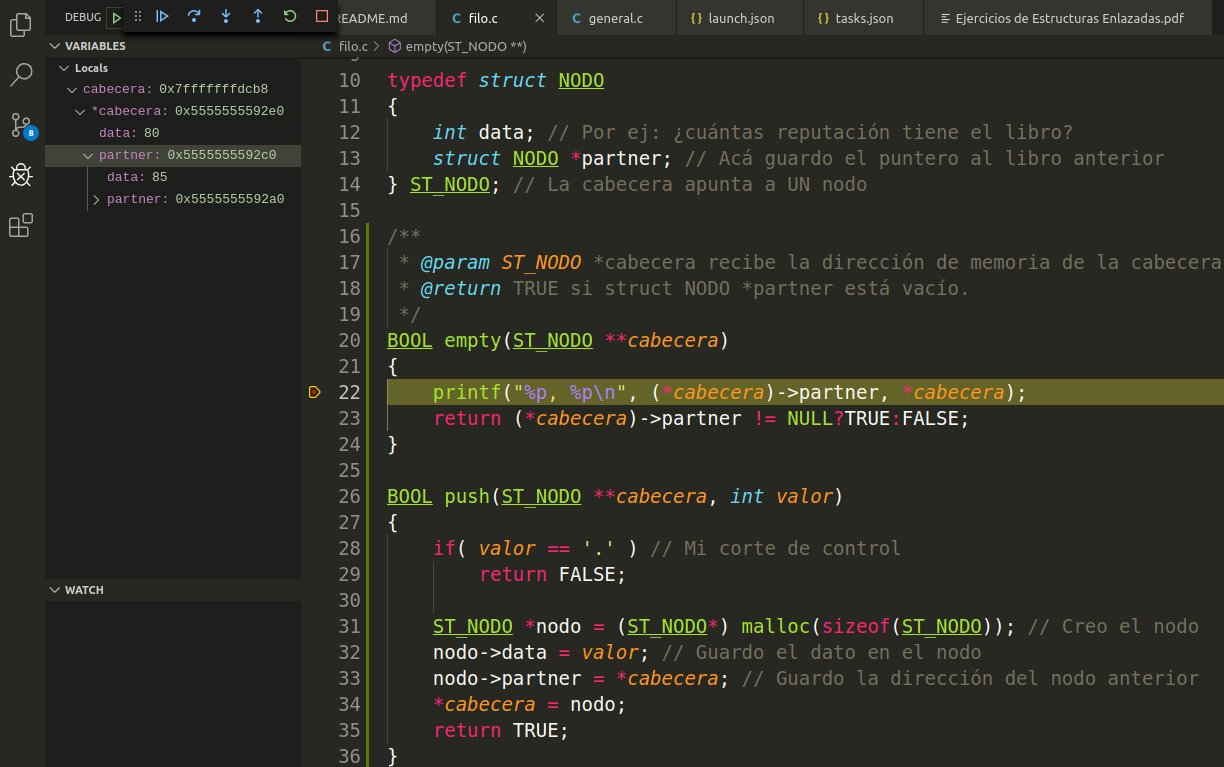 DEBUG
README.md
filo.c
general.c
launch.json
tasks.json
Ejercicios de Estructuras Enlazadas.pdf
VARIABLES
filo.c > empty(ST_NODO **)
Locals
cabecera: 0x7fffffffdcb8
*cabecera: 0x5555555592e0
data: 80
partner: 0x5555555592c0
data: 85
partner: 0x5555555592a0
8
WATCH
10 typedef struct NODO
11 {
12 int data; // Por ej: ¿cuántas reputación tiene el libro?
13 struct NODO *partner; // Acá guardo el puntero al libro anterior
14 } ST_NODO; // La cabecera apunta a UN nodo
15
16 /**
17 * @param ST_NODO *cabecera recibe la dirección de memoria de la cabecera
18 * @return TRUE si struct NODO *partner está vacío.
19 */
20 BOOL empty(ST_NODO **cabecera)
21 {
22 printf("%p, %p\n", (*cabecera)->partner, *cabecera);
23 return (*cabecera)->partner != NULL?TRUE:FALSE;
24 }
25
26 BOOL push(ST_NODO **cabecera, int valor)
27 {
28 if( valor == '.' ) // Mi corte de control
29 return FALSE;
30
31 ST_NODO *nodo = (ST_NODO*) malloc(sizeof(ST_NODO)); // Creo el nodo
32 nodo->data = valor; // Guardo el dato en el nodo
33 nodo->partner = *cabecera; // Guardo la dirección del nodo anterior
34 *cabecera = nodo;
35 return TRUE;
36 }